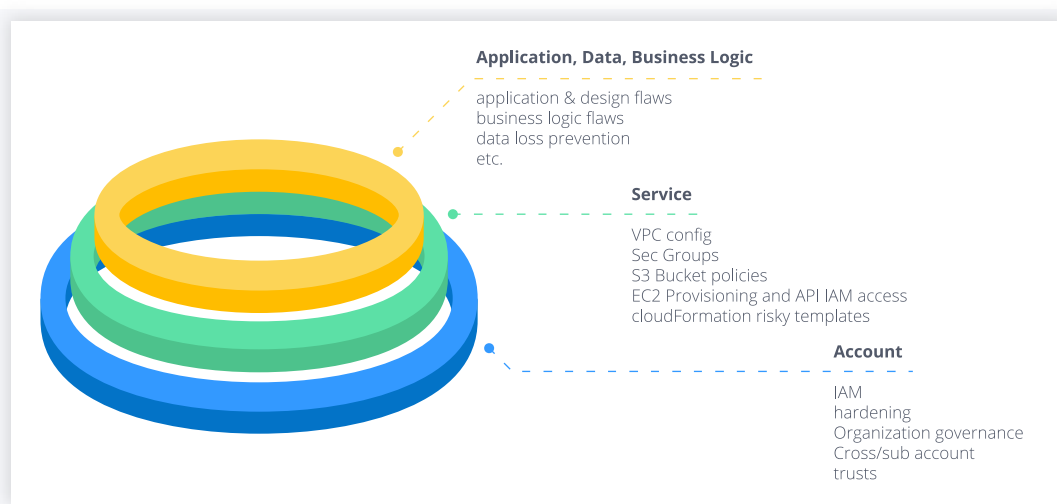 Application, Data, Business Logic
application & design flaws
business logic flaws
data loss prevention
etc.
Service
VPC config
Sec Groups
S3 Bucket policies
EC2 Provisioning and API IAM access
cloudFormation risky templates
Account
IAM
hardening
Organization governance
Cross/sub account
trusts